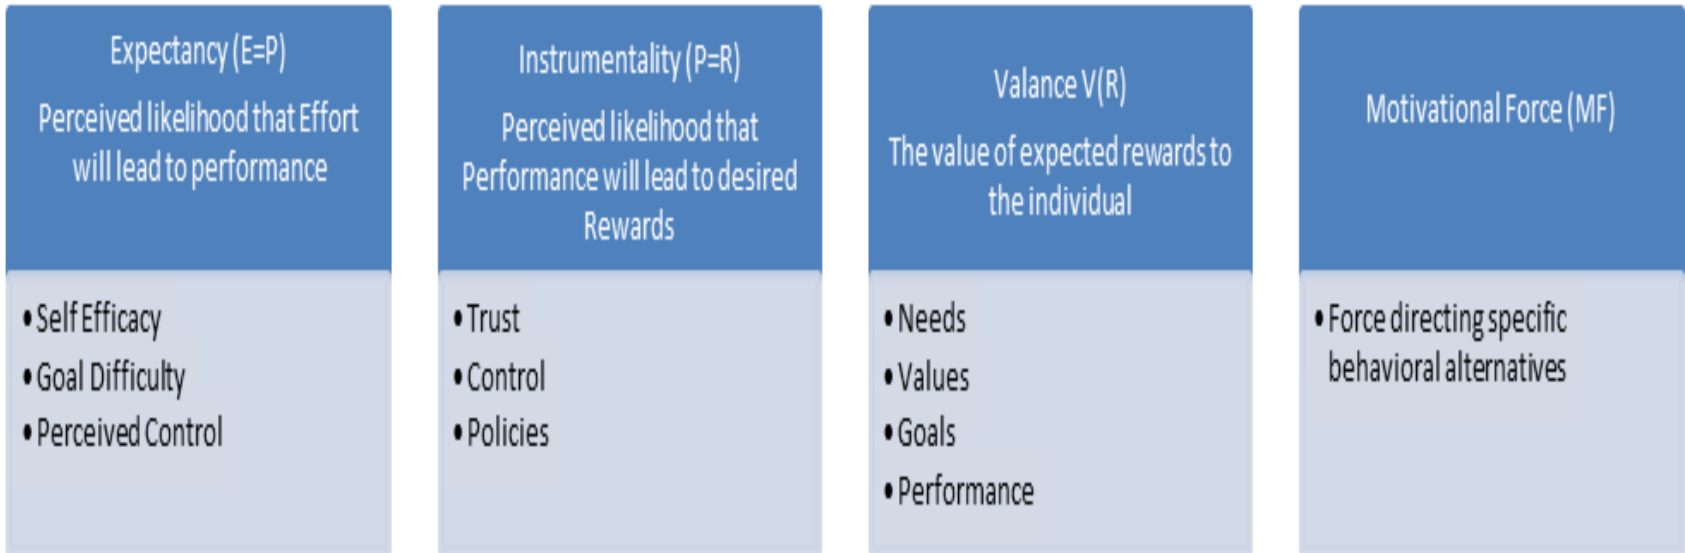 Expectancy (E=P)
Perceived likelihood that Effort
will lead to performance
• Self Efficacy
• Goal Difficulty
• Perceived Control
Instrumentality (P=R)
Perceived likelihood that
Performance will lead to desired
Rewards
• Trust
• Control
• Policies
Valance V(R)
The value of expected rewards to
the individual
• Needs
• Values
• Goals
• Performance
Motivational Force (MF)
• Force directing specific
behavioral alternatives